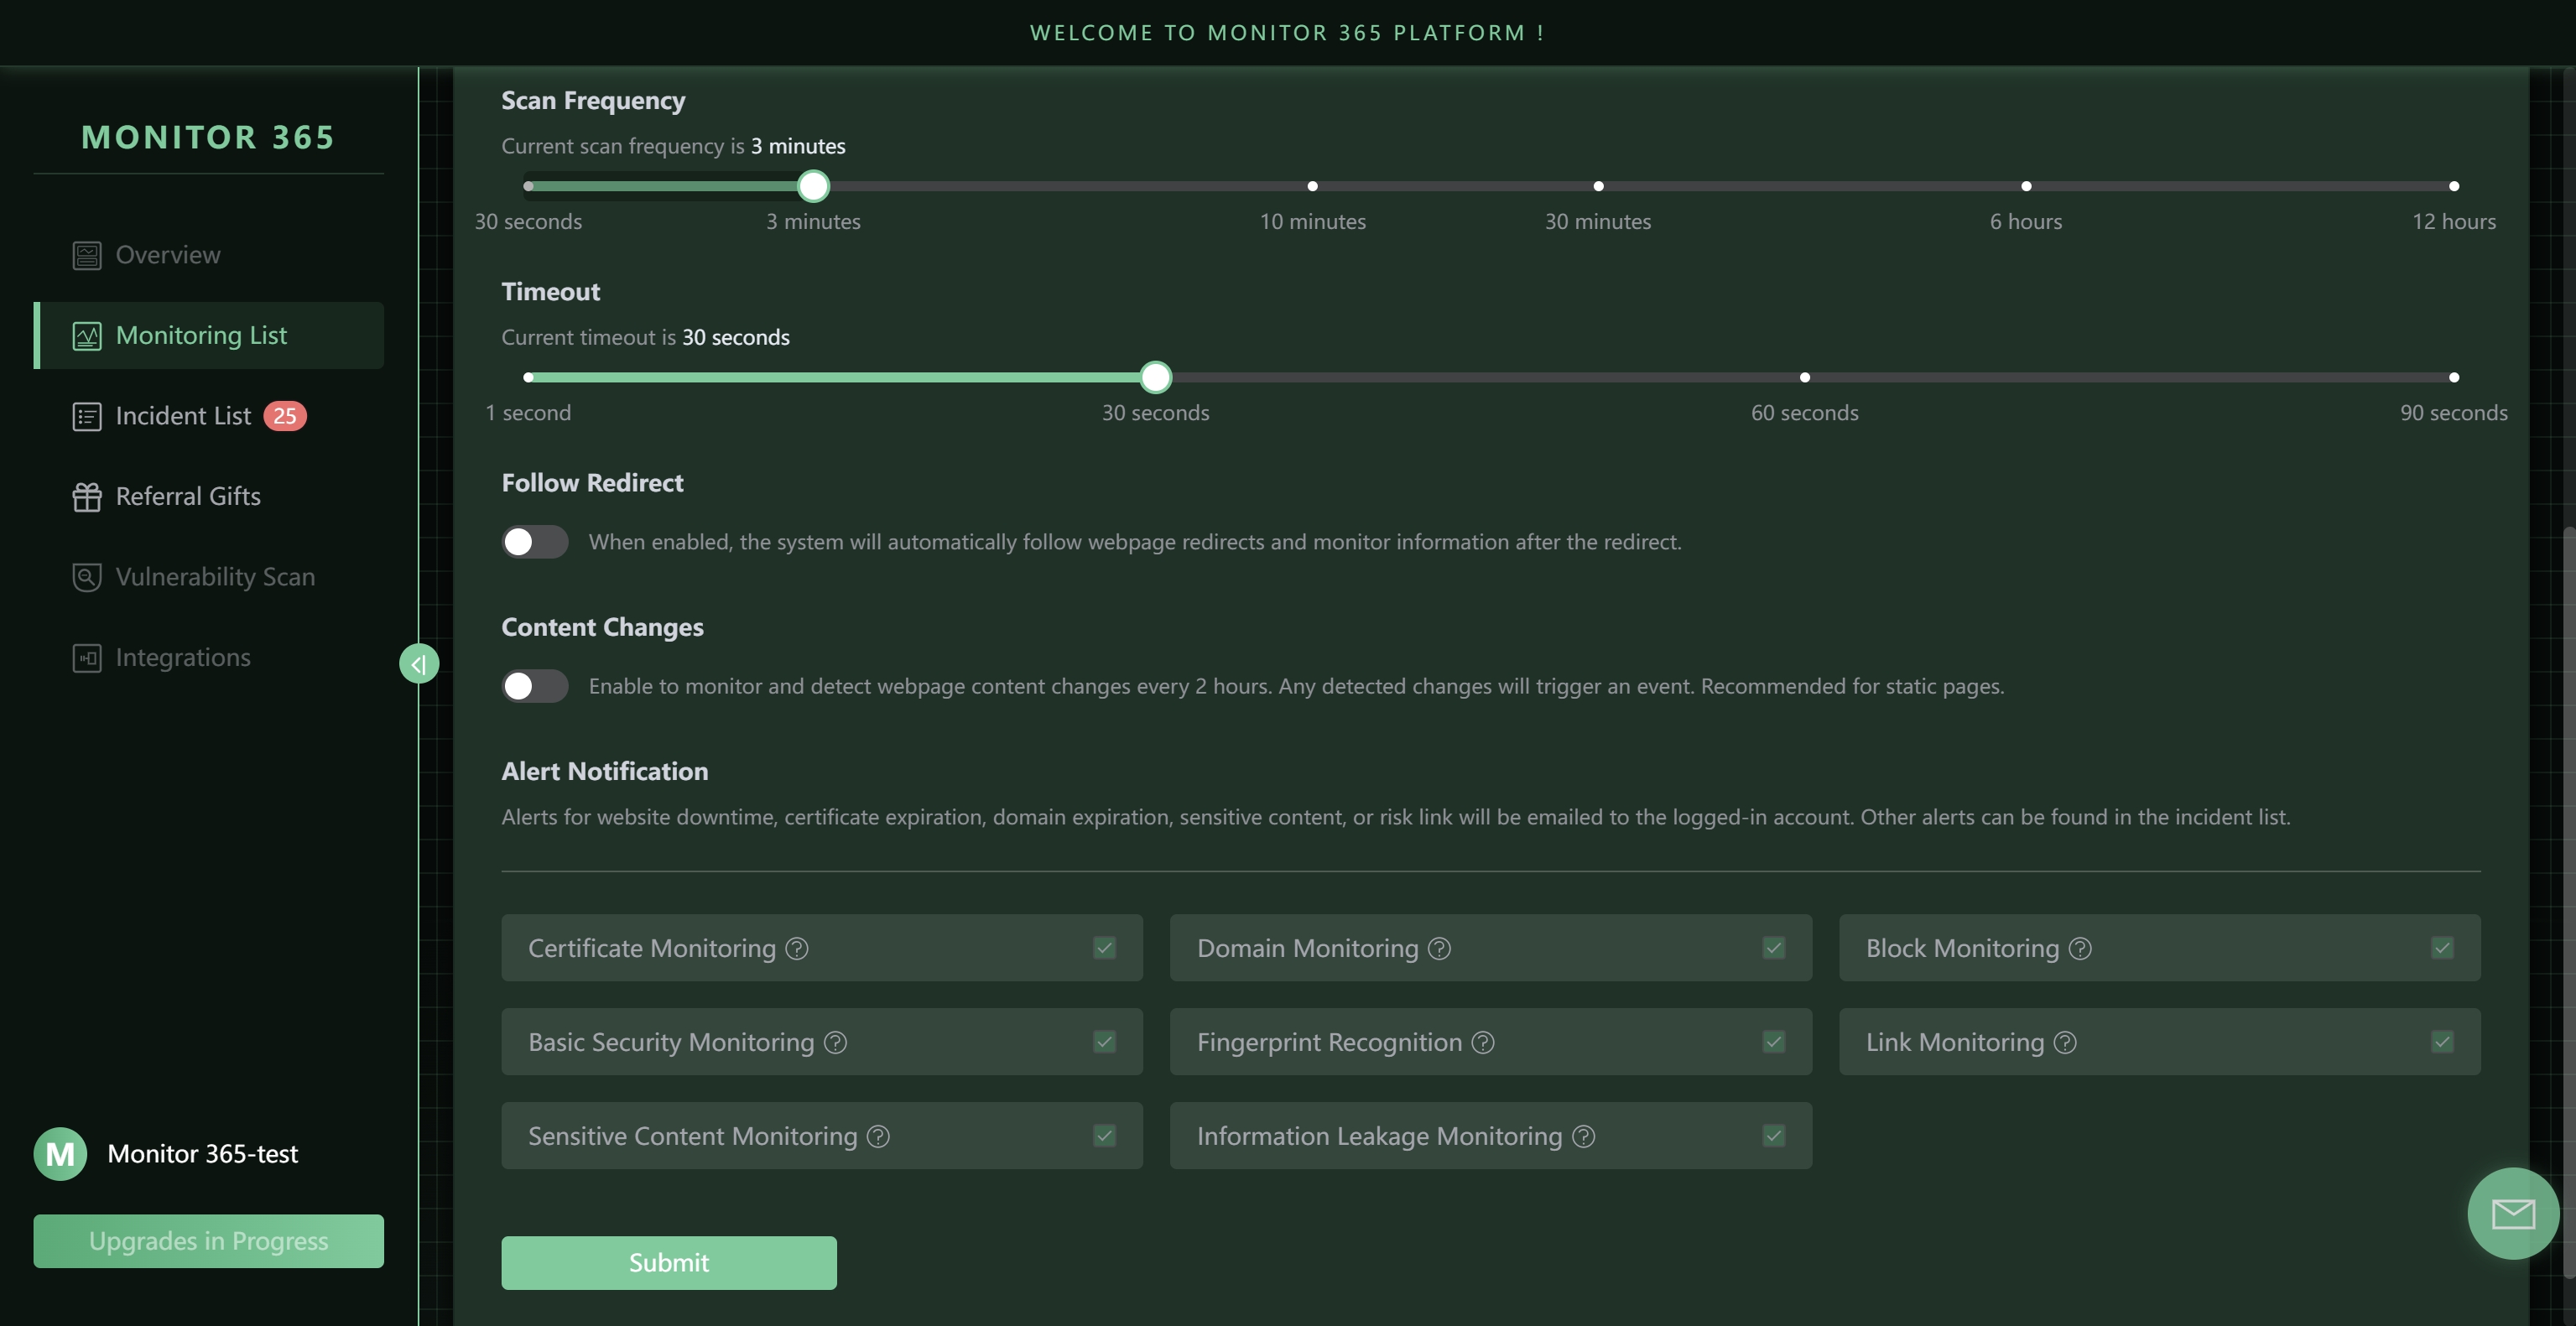 WELCOME TO MONITOR 365 PLATFORM !
MONITOR 365
Overview
Monitoring List
Incident List 25
Referral Gifts
Vulnerability Scan
Integrations
M Monitor 365-test
Upgrades in Progress
Scan Frequency
Current scan frequency is 3 minutes
30 seconds 3 minutes 10 minutes 30 minutes 6 hours 12 hours
Timeout
Current timeout is 30 seconds
1 second 30 seconds 60 seconds 90 seconds
Follow Redirect
When enabled, the system will automatically follow webpage redirects and monitor information after the redirect.
Content Changes
Enable to monitor and detect webpage content changes every 2 hours. Any detected changes will trigger an event. Recommended for static pages.
Alert Notification
Alerts for website downtime, certificate expiration, domain expiration, sensitive content, or risk link will be emailed to the logged-in account. Other alerts can be found in the incident list.
Certificate Monitoring ? Domain Monitoring ? Block Monitoring ?
Basic Security Monitoring ? Fingerprint Recognition ? Link Monitoring ?
Sensitive Content Monitoring ? Information Leakage Monitoring ?
Submit